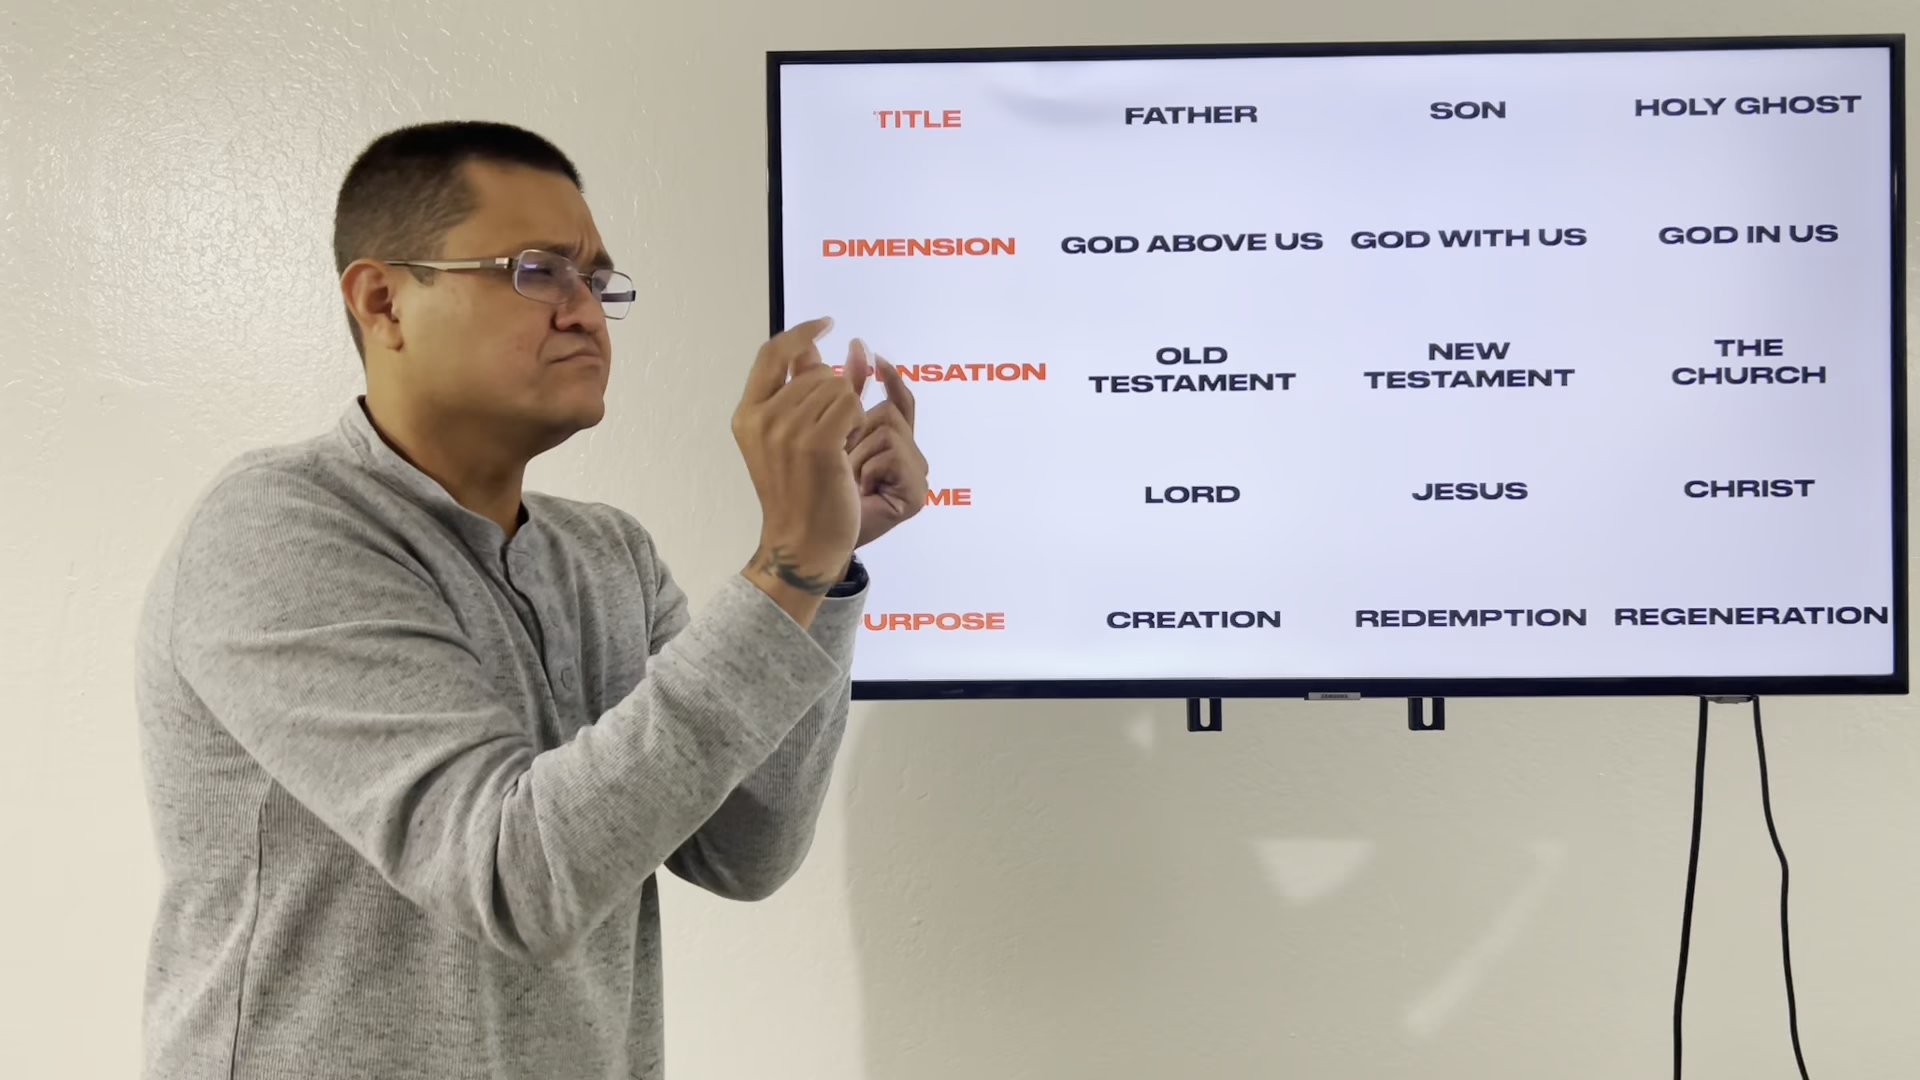 TITLE FATHER SON HOLY GHOST
DIMENSION GOD ABOVE US GOD WITH US GOD IN US
OLD NEW THE
TESTAMENT TESTAMENT CHURCH
LORD JESUS CHRIST
CREATION REDEMPTION REGENERATION
SAMSUNG